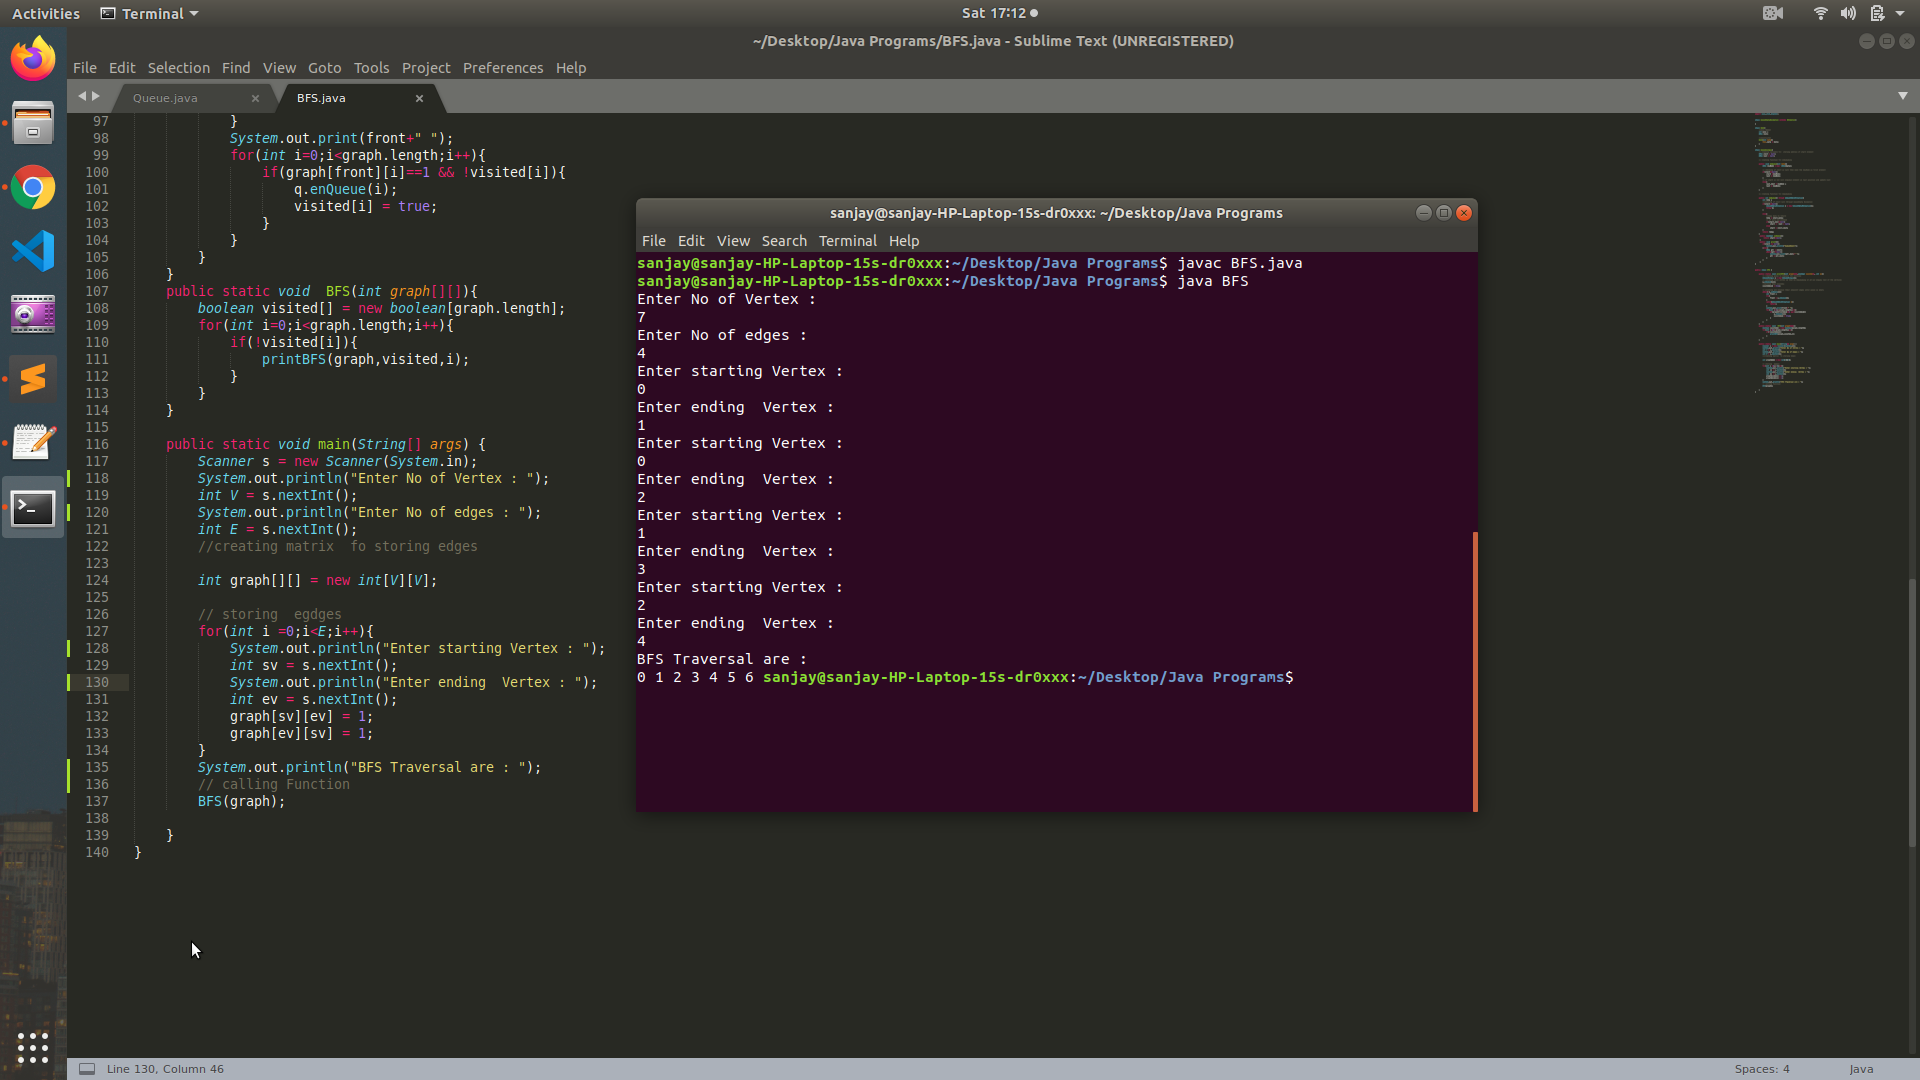 Activities Terminal Sat 17:12
~/Desktop/Java Programs/BFS.java - Sublime Text (UNREGISTERED)
File Edit Selection Find View Goto Tools Project Preferences Help
Queue.java × BFS.java ×
97 }
98 System.out.print(front+" ");
99 for(int i=0;i<graph.length;i++){
100 if(graph[front][i]==1 && !visited[i]){
101 q.enQueue(i);
102 visited[i] = true;
103 }
104 }
105 }
106 }
107 public static void  BFS(int graph[][]){
108 boolean visited[] = new boolean[graph.length];
109 for(int i=0;i<graph.length;i++){
110 if(!visited[i]){
111 printBFS(graph,visited,i);
112 }
113 }
114 }
115
116 public static void main(String[] args) {
117 Scanner s = new Scanner(System.in);
118 System.out.println("Enter No of Vertex : ");
119 int V = s.nextInt();
120 System.out.println("Enter No of edges : ");
121 int E = s.nextInt();
122 //creating matrix  fo storing edges
123
124 int graph[][] = new int[V][V];
125
126 // storing  egdges
127 for(int i =0;i<E;i++){
128 System.out.println("Enter starting Vertex : ");
129 int sv = s.nextInt();
130 System.out.println("Enter ending  Vertex : ");
131 int ev = s.nextInt();
132 graph[sv][ev] = 1;
133 graph[ev][sv] = 1;
134 }
135 System.out.println("BFS Traversal are : ");
136 // calling Function
137 BFS(graph);
138
139 }
140 }
sanjay@sanjay-HP-Laptop-15s-dr0xxx: ~/Desktop/Java Programs
File Edit View Search Terminal Help
sanjay@sanjay-HP-Laptop-15s-dr0xxx:~/Desktop/Java Programs$ javac BFS.java
sanjay@sanjay-HP-Laptop-15s-dr0xxx:~/Desktop/Java Programs$ java BFS
Enter No of Vertex :
7
Enter No of edges :
4
Enter starting Vertex :
0
Enter ending  Vertex :
1
Enter starting Vertex :
0
Enter ending  Vertex :
2
Enter starting Vertex :
1
Enter ending  Vertex :
3
Enter starting Vertex :
2
Enter ending  Vertex :
4
BFS Traversal are :
0 1 2 3 4 5 6 sanjay@sanjay-HP-Laptop-15s-dr0xxx:~/Desktop/Java Programs$
Line 130, Column 46 Spaces: 4 Java